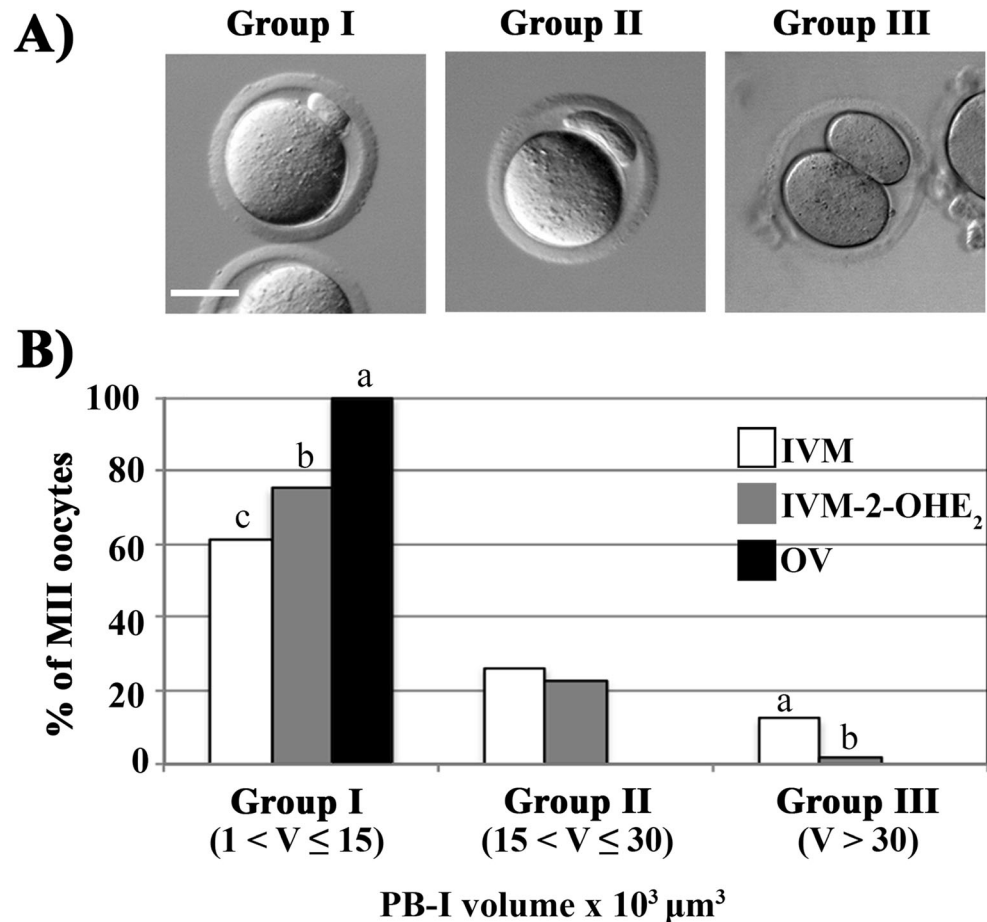 A)
Group I
Group II
Group III
B)
% of MII oocytes
100
80
60
40
20
0
c
b
a
a
b
IVM
IVM-2-OHE₂
OV
Group I
(1 < V ≤ 15)
Group II
(15 < V ≤ 30)
Group III
(V > 30)
PB-I volume x 10³ µm³